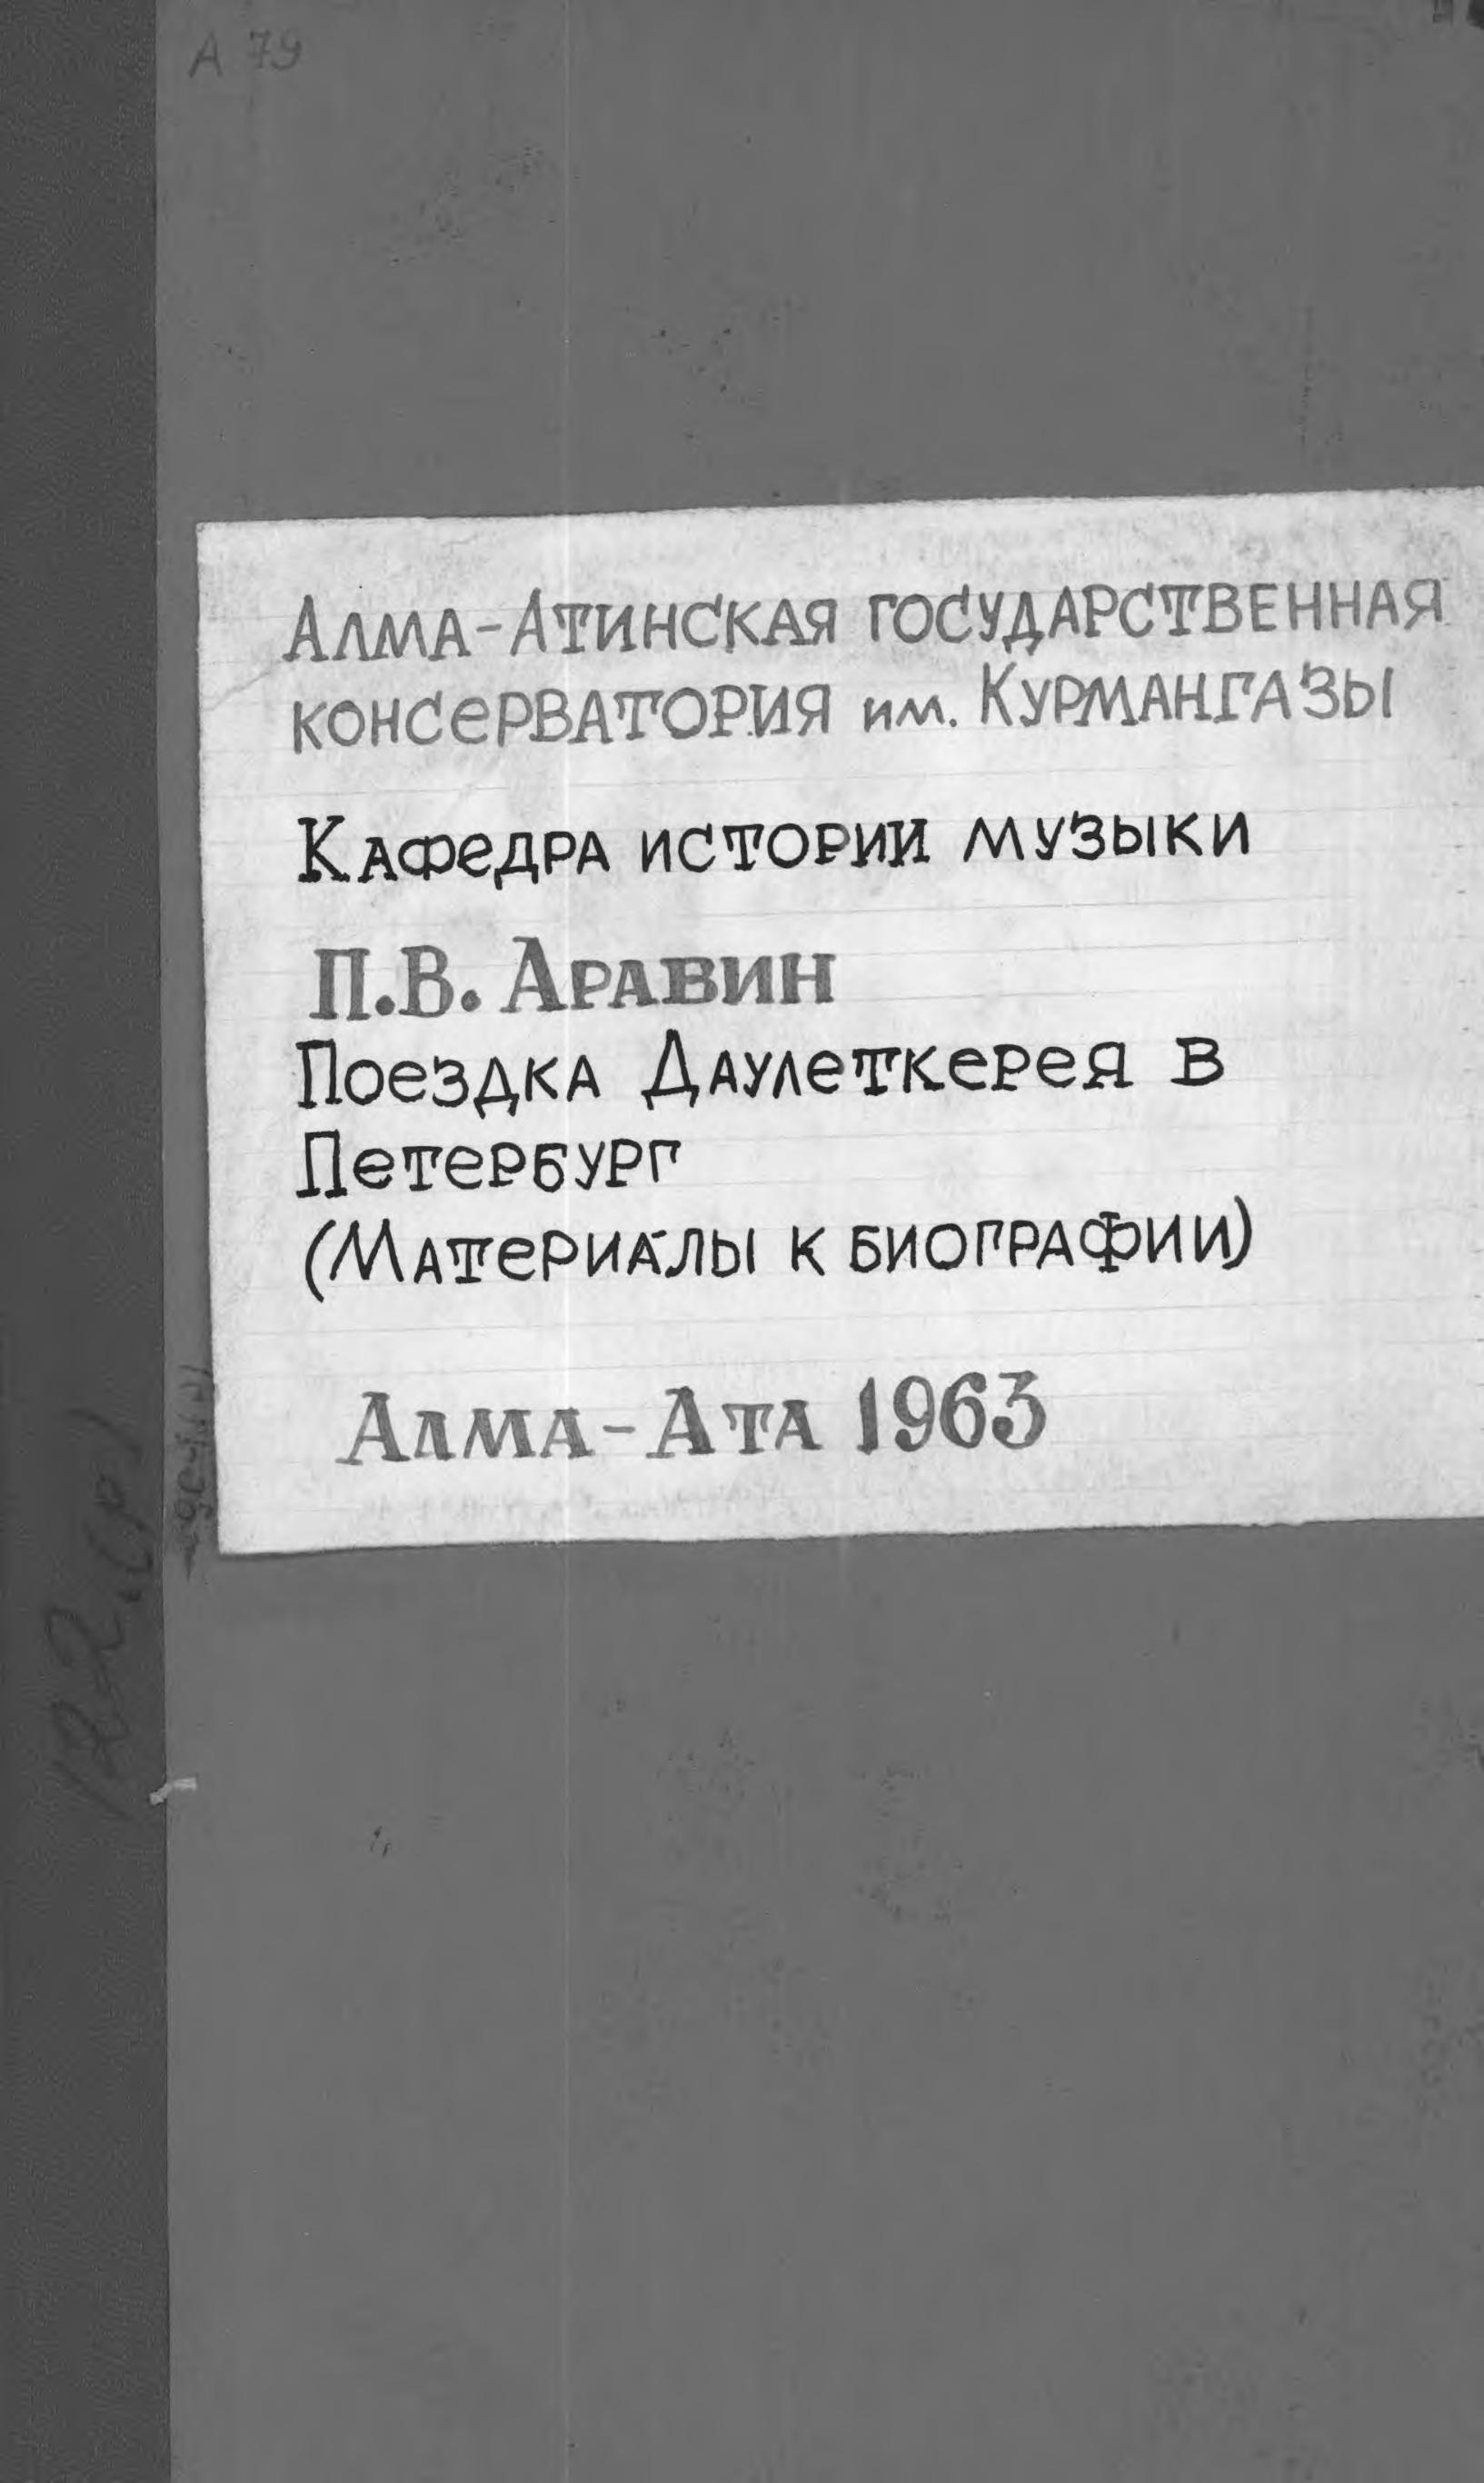 А 79
Алма-Атинская государственная
консерватория им. Курмангазы
Кафедра истории музыки
П.В. Аравин
Поездка Даулеткерея в
Петербург
(Материалы к биографии)
Алма-Ата 1963